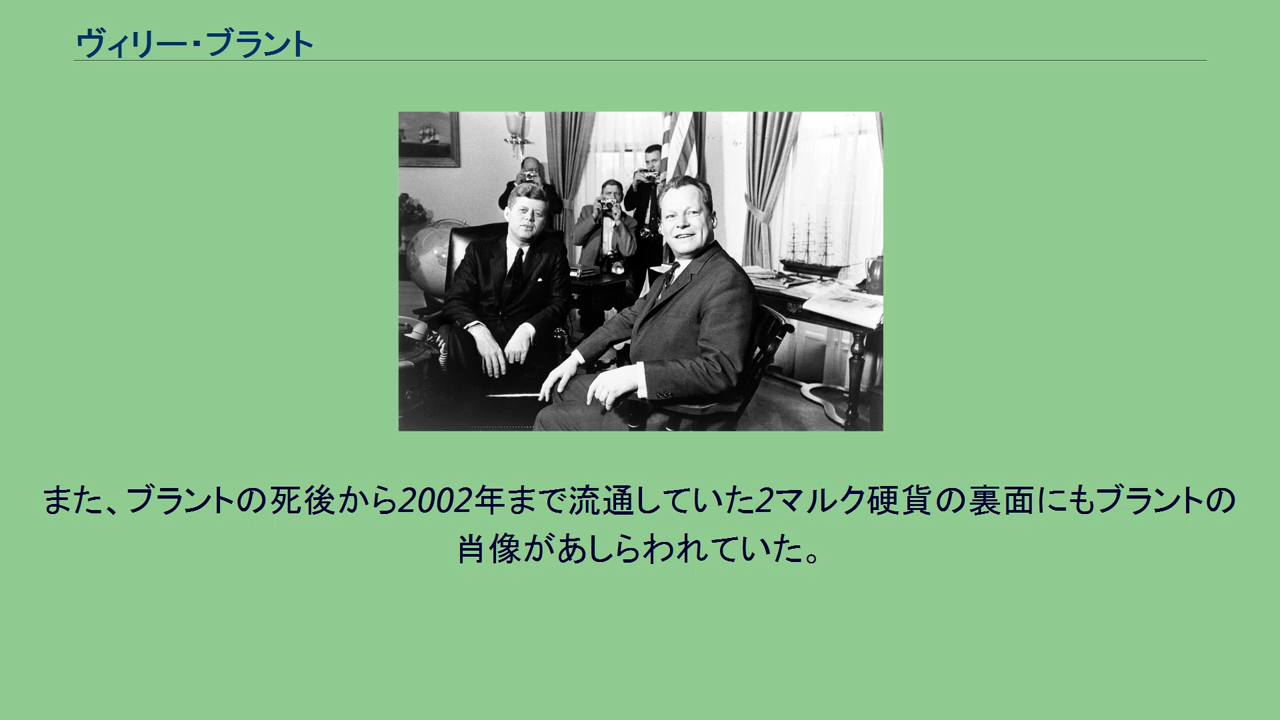 ヴィリー・ブラント
また、ブラントの死後から2002年まで流通していた2マルク硬貨の裏面にもブラントの
肖像があしらわれていた。